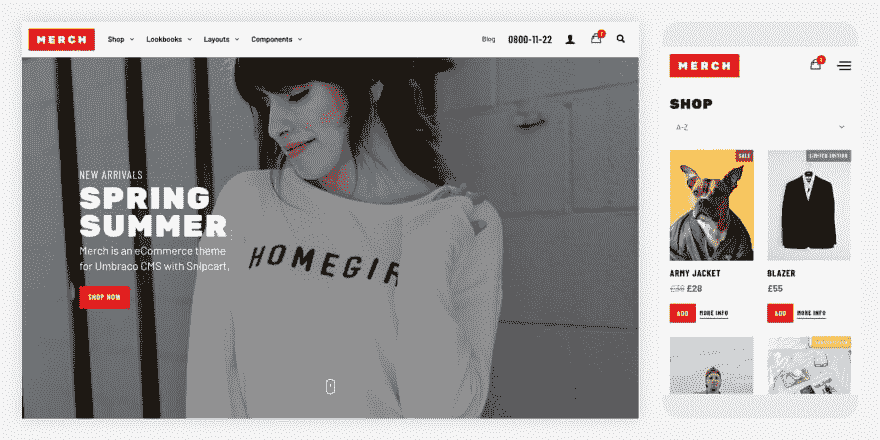 MERCH
Shop
Lookbooks
Layouts
Components
Blog
0800-11-22
NEW ARRIVALS
SPRING
SUMMER
Merch is an eCommerce theme
for Umbraco CMS with Snipcart.
SHOP NOW
HOMEGIR
MERCH
SHOP
A-Z
SALE
LIMITED EDITION
ARMY JACKET
BLAZER
£36 £28
£55
ADD
MORE INFO
ADD
MORE INFO